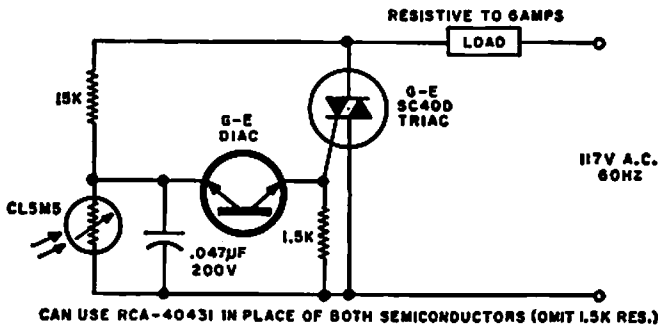 RESISTIVE TO 6AMPS
LOAD
15K
G-E
DIAC
G-E
SC40D
TRIAC
117V A.C.
60HZ
CL5M5
.047µF
200V
1.5K
CAN USE RCA-40431 IN PLACE OF BOTH SEMICONDUCTORS (OMIT 1.5K RES.)